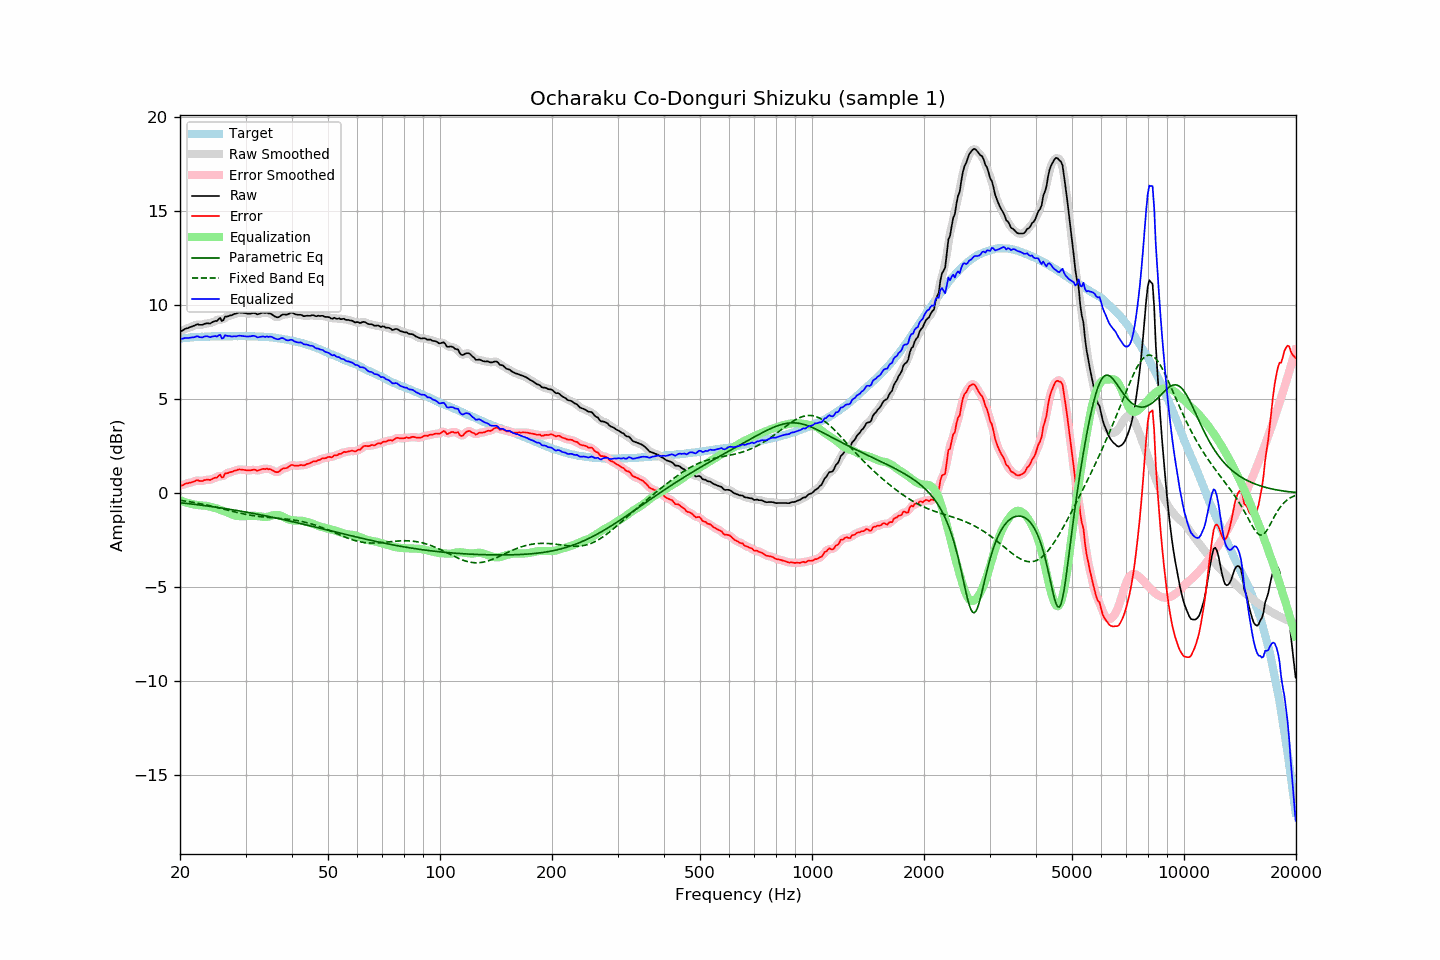 Ocharaku Co-Donguri Shizuku (sample 1)
Target
Raw Smoothed
Error Smoothed
Raw
Error
Equalization
Parametric Eq
Fixed Band Eq
Equalized
20
15
10
5
0
−5
−10
−15
Amplitude (dBr)
20
50
100
200
500
1000
2000
5000
10000
20000
Frequency (Hz)